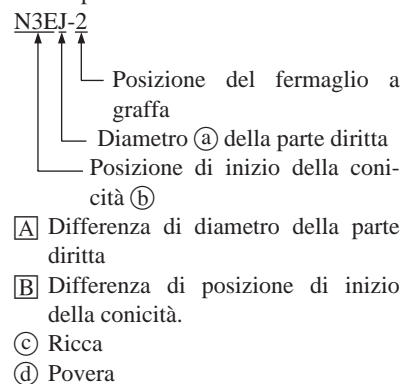 N3EJ-2
Posizione del fermaglio a
graffa
Diametro ⓐ della parte diritta
Posizione di inizio della coni-
cità ⓑ
A Differenza di diametro della parte
diritta
B Differenza di posizione di inizio
della conicità.
ⓒ Ricca
ⓓ Povera